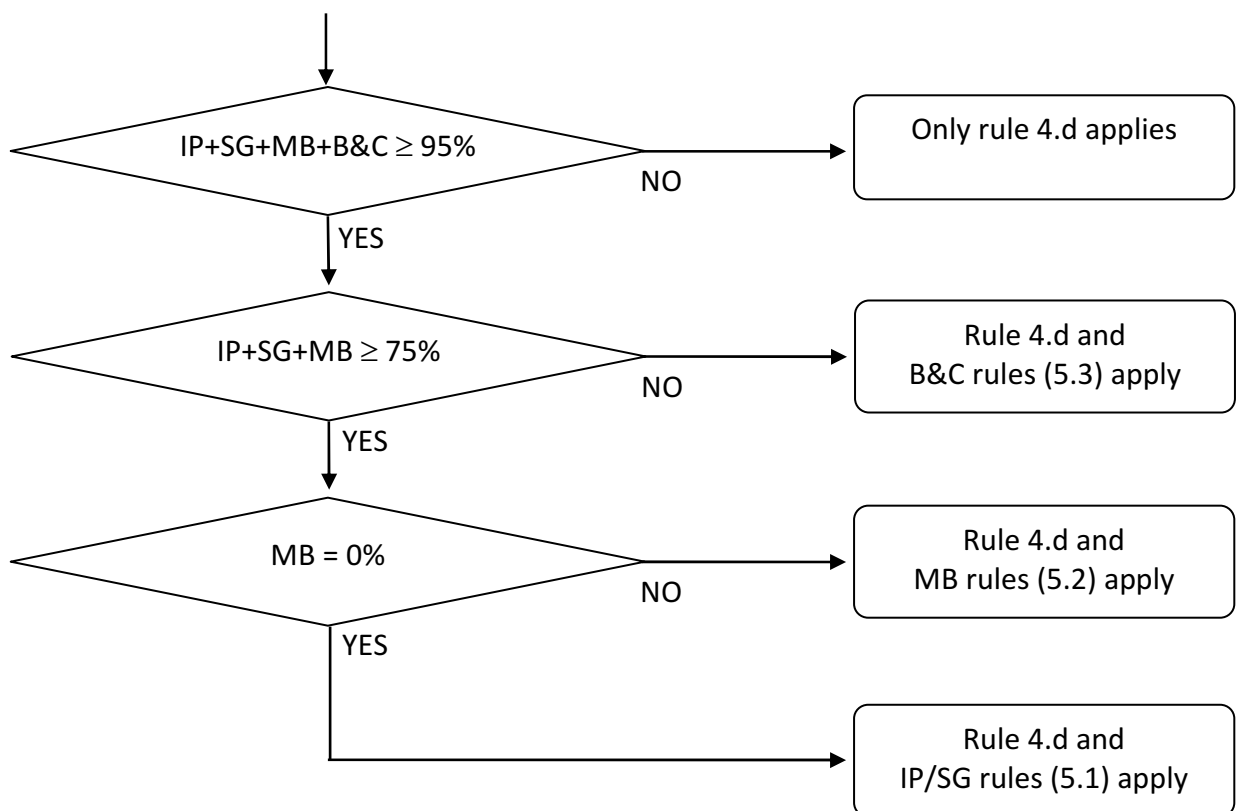 IP+SG+MB+B&C ≥ 95%
Only rule 4.d applies
NO
YES
IP+SG+MB ≥ 75%
Rule 4.d and
B&C rules (5.3) apply
NO
YES
MB = 0%
Rule 4.d and
MB rules (5.2) apply
NO
YES
Rule 4.d and
IP/SG rules (5.1) apply